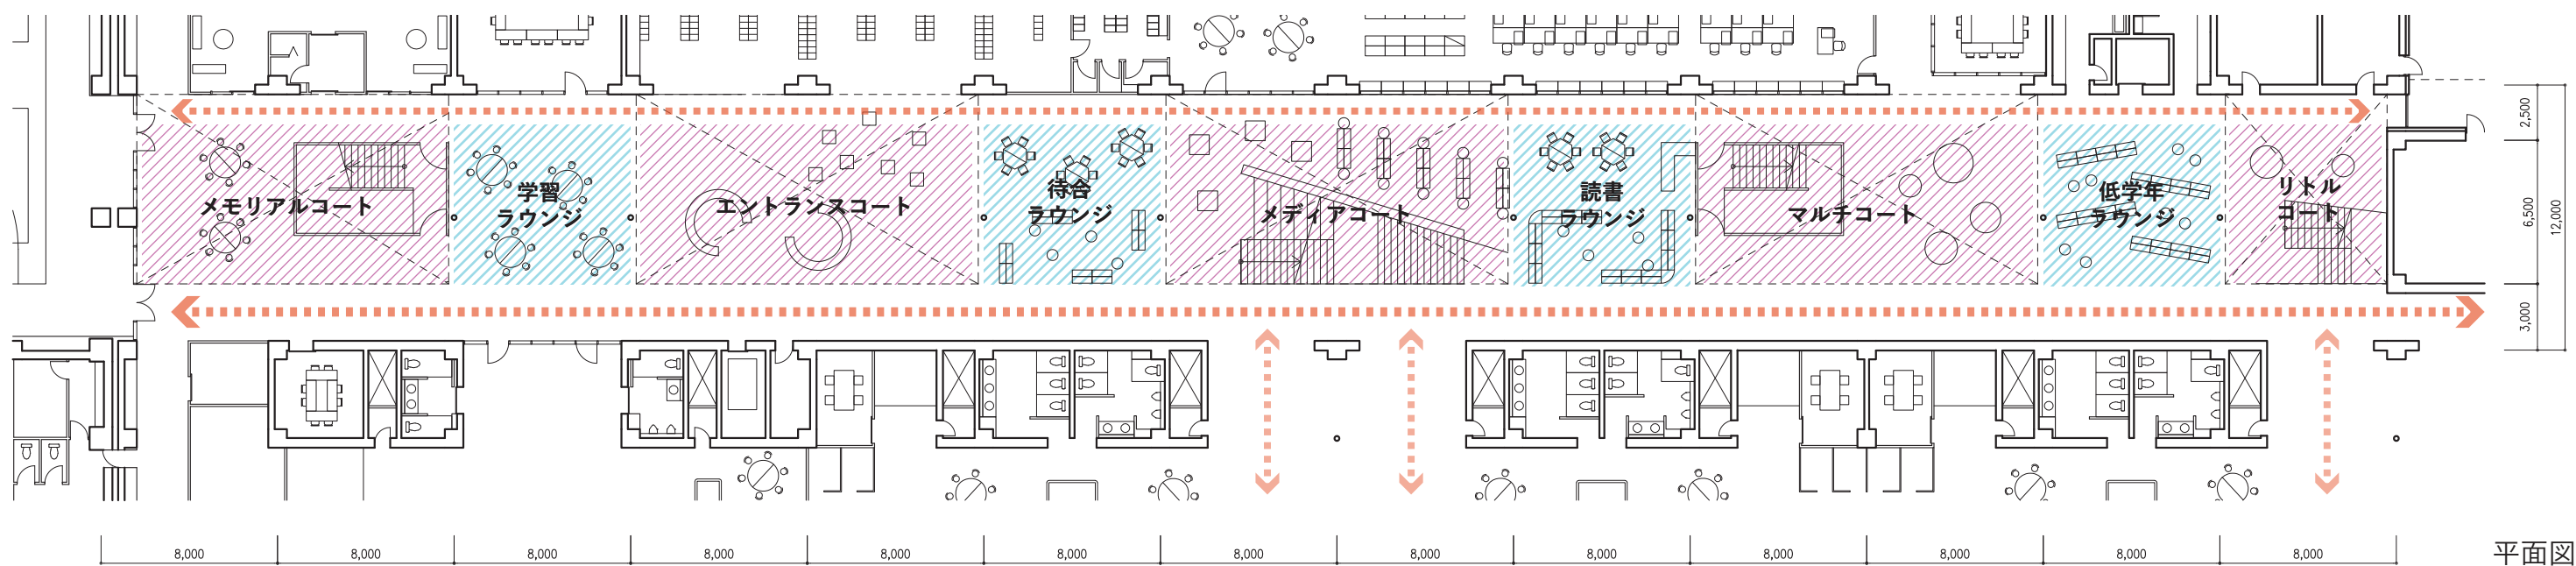 メモリアルコート
学習
ラウンジ
エントランスコート
待合
ラウンジ
メディアコート
読書
ラウンジ
マルチコート
低学年
ラウンジ
リトル
コート
2,500
6,500
12,000
3,000
8,000
8,000
8,000
8,000
8,000
8,000
8,000
8,000
8,000
8,000
8,000
8,000
8,000
平面図